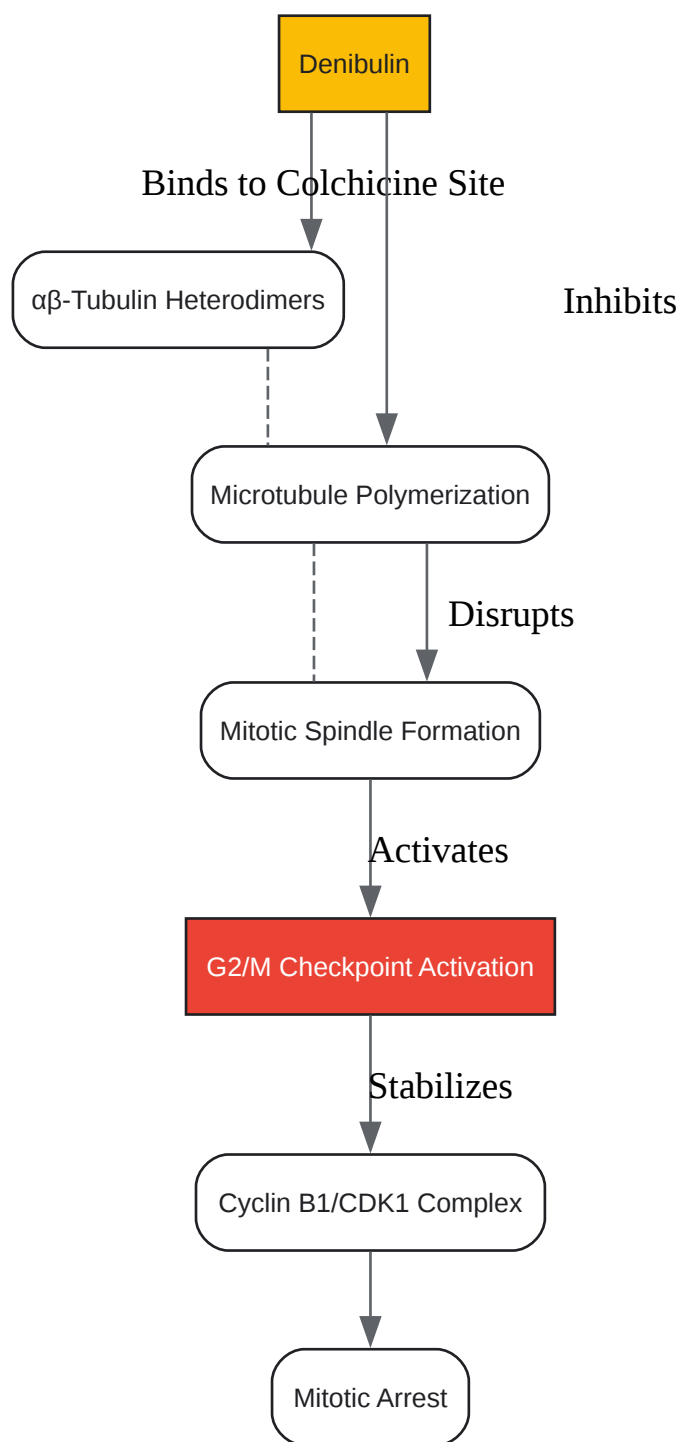 Denibulin
Binds to Colchicine Site
αβ-Tubulin Heterodimers
Inhibits
Microtubule Polymerization
Disrupts
Mitotic Spindle Formation
Activates
G2/M Checkpoint Activation
Stabilizes
Cyclin B1/CDK1 Complex
Mitotic Arrest